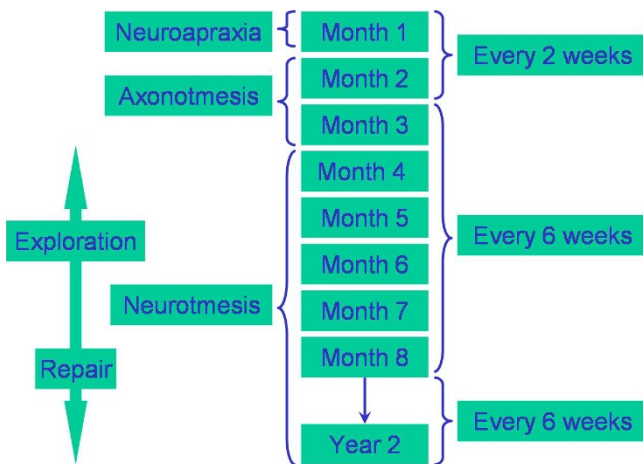 Neuroapraxia
Month 1
Every 2 weeks
Month 2
Axonotmesis
Month 3
Month 4
Month 5
Exploration
Every 6 weeks
Month 6
Neurotmesis
Month 7
Month 8
Repair
Every 6 weeks
Year 2